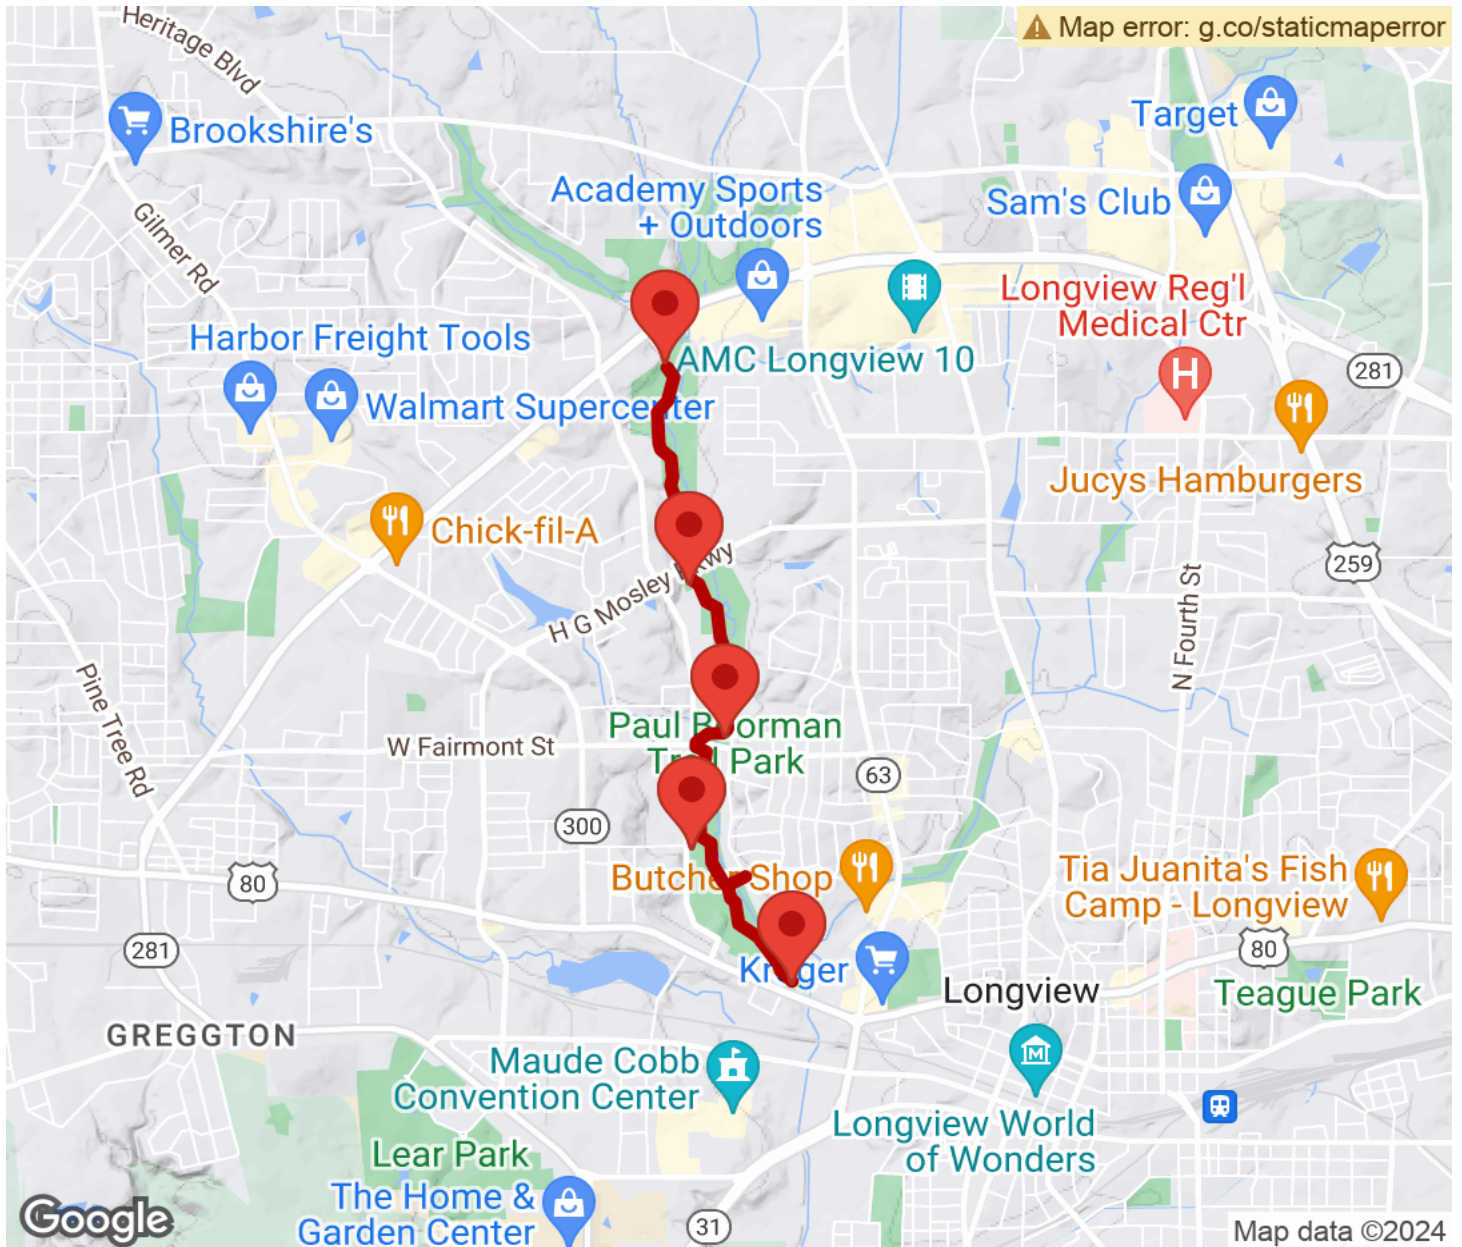 Heritage Blvd
Map error: g.co/staticmaperror
Brookshire's
Target
Academy Sports
+ Outdoors
Sam's Club
Gilmer Rd
Longview Reg'l
Medical Ctr
Harbor Freight Tools
AMC Longview 10
281
H
Walmart Supercenter
Jucys Hamburgers
Chick-fil-A
259
H G Mosley Pkwy
N Fourth St
Pine Tree Rd
Paul Boorman
Trail Park
W Fairmont St
63
300
Butcher Shop
Tia Juanita's Fish
Camp - Longview
80
281
80
Kroger
Longview
Teague Park
GREGGTON
M
Maude Cobb
Convention Center
Longview World
of Wonders
Lear Park
The Home &
Garden Center
31
Google
Map data ©2024